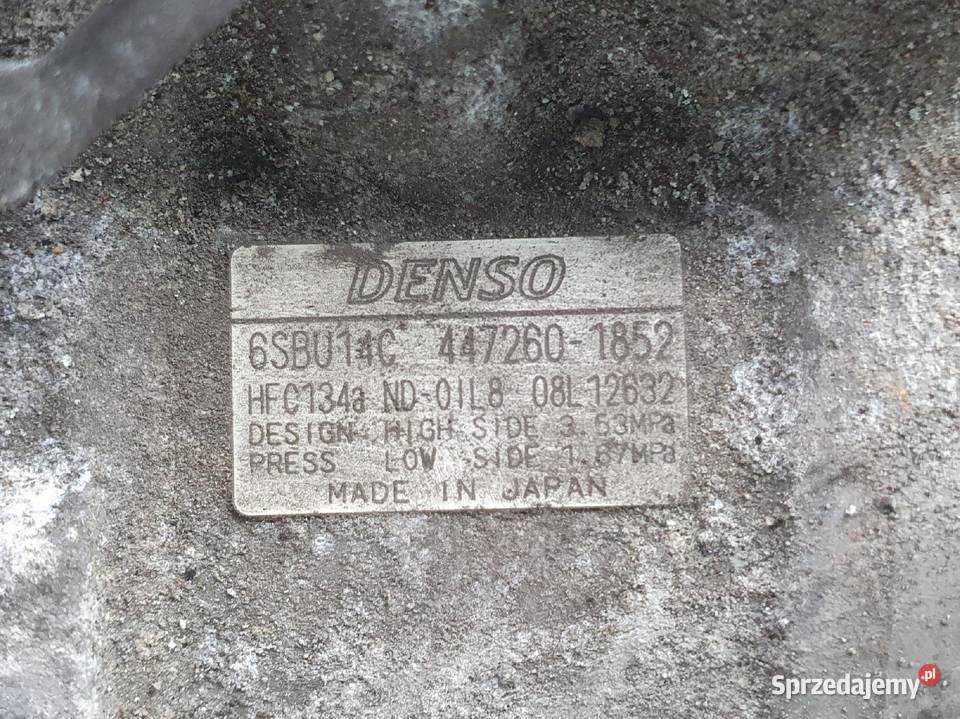 DENSO
6SBU14C 447260-1852
HFC134a ND-OIL8 08L12632
DESIGN HIGH SIDE 3.53MPa
PRESS LOW SIDE 1.67MPa
MADE IN JAPAN
Sprzedajemy.pl